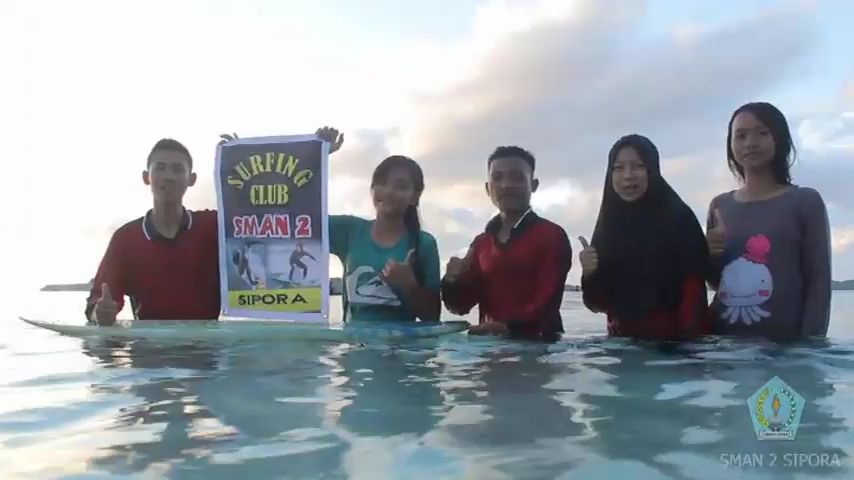 SURFING
CLUB
SMAN 2
SIPORA
SMAN 2 SIPORA